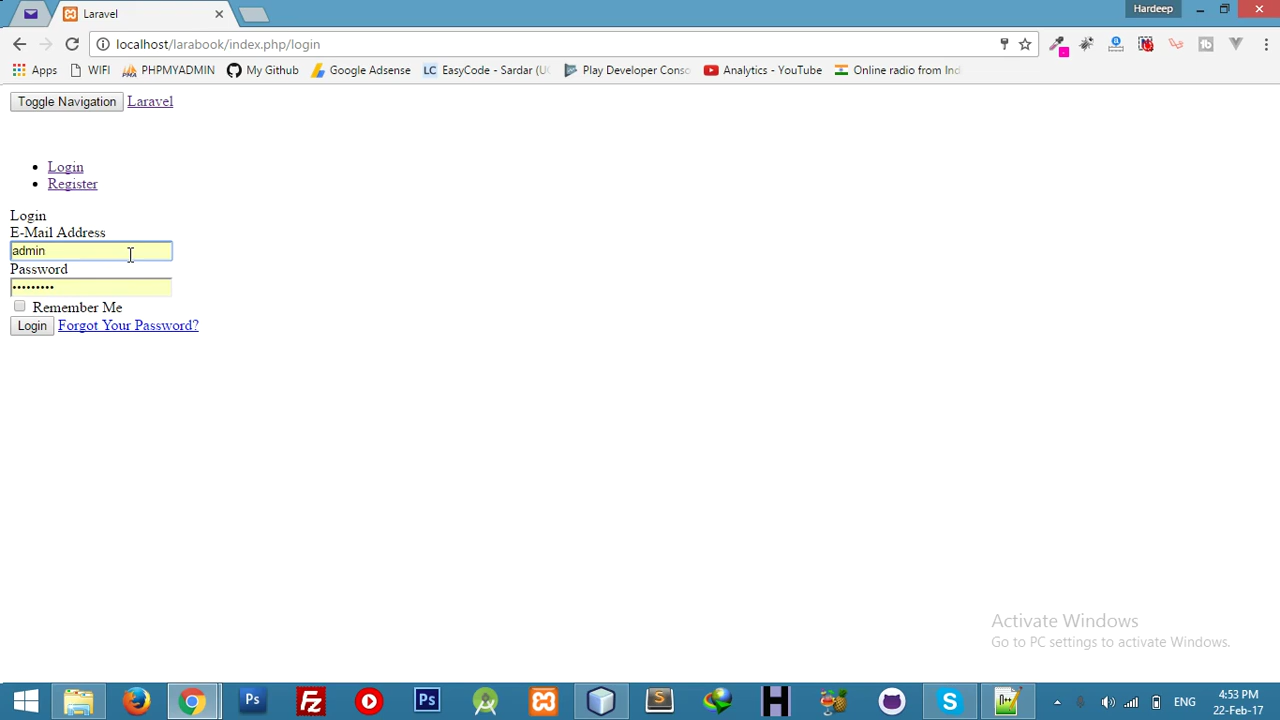 Laravel
Hardeep
localhost/larabook/index.php/login
Apps WIFI PHPMYADMIN My Github Google Adsense EasyCode - Sardar (UC Play Developer Conso Analytics - YouTube Online radio from Indi
Toggle Navigation Laravel
Login
Register
Login
E-Mail Address
admin
Password
•••••••••
Remember Me
Login Forgot Your Password?
Activate Windows
Go to PC settings to activate Windows.
ENG
4:53 PM
22-Feb-17